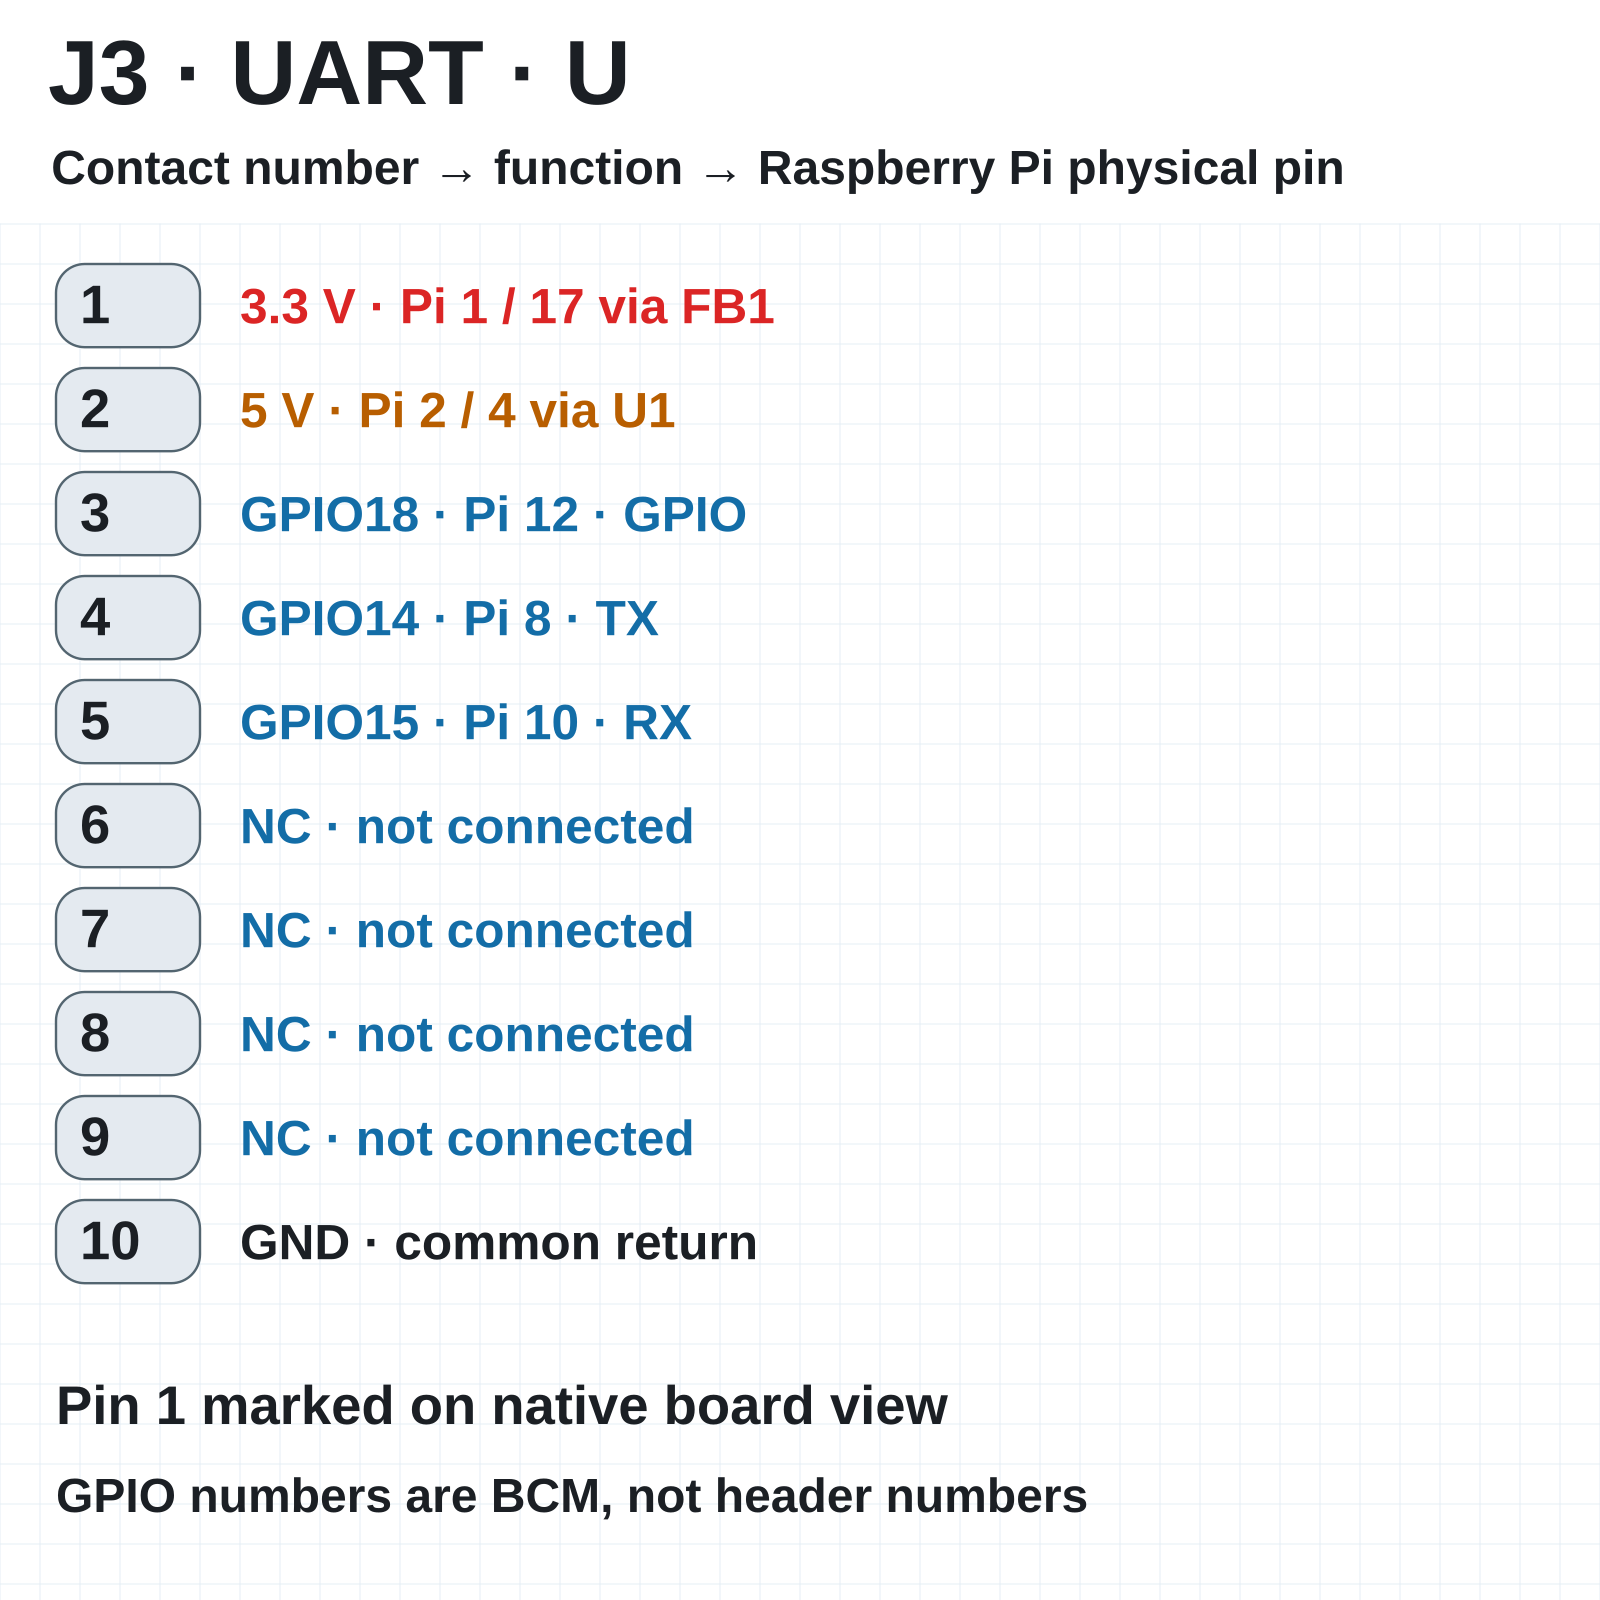 J3 · UART · U
Contact number → function → Raspberry Pi physical pin
1 3.3 V · Pi 1 / 17 via FB1
2 5 V · Pi 2 / 4 via U1
3 GPIO18 · Pi 12 · GPIO
4 GPIO14 · Pi 8 · TX
5 GPIO15 · Pi 10 · RX
6 NC · not connected
7 NC · not connected
8 NC · not connected
9 NC · not connected
10 GND · common return
Pin 1 marked on native board view
GPIO numbers are BCM, not header numbers